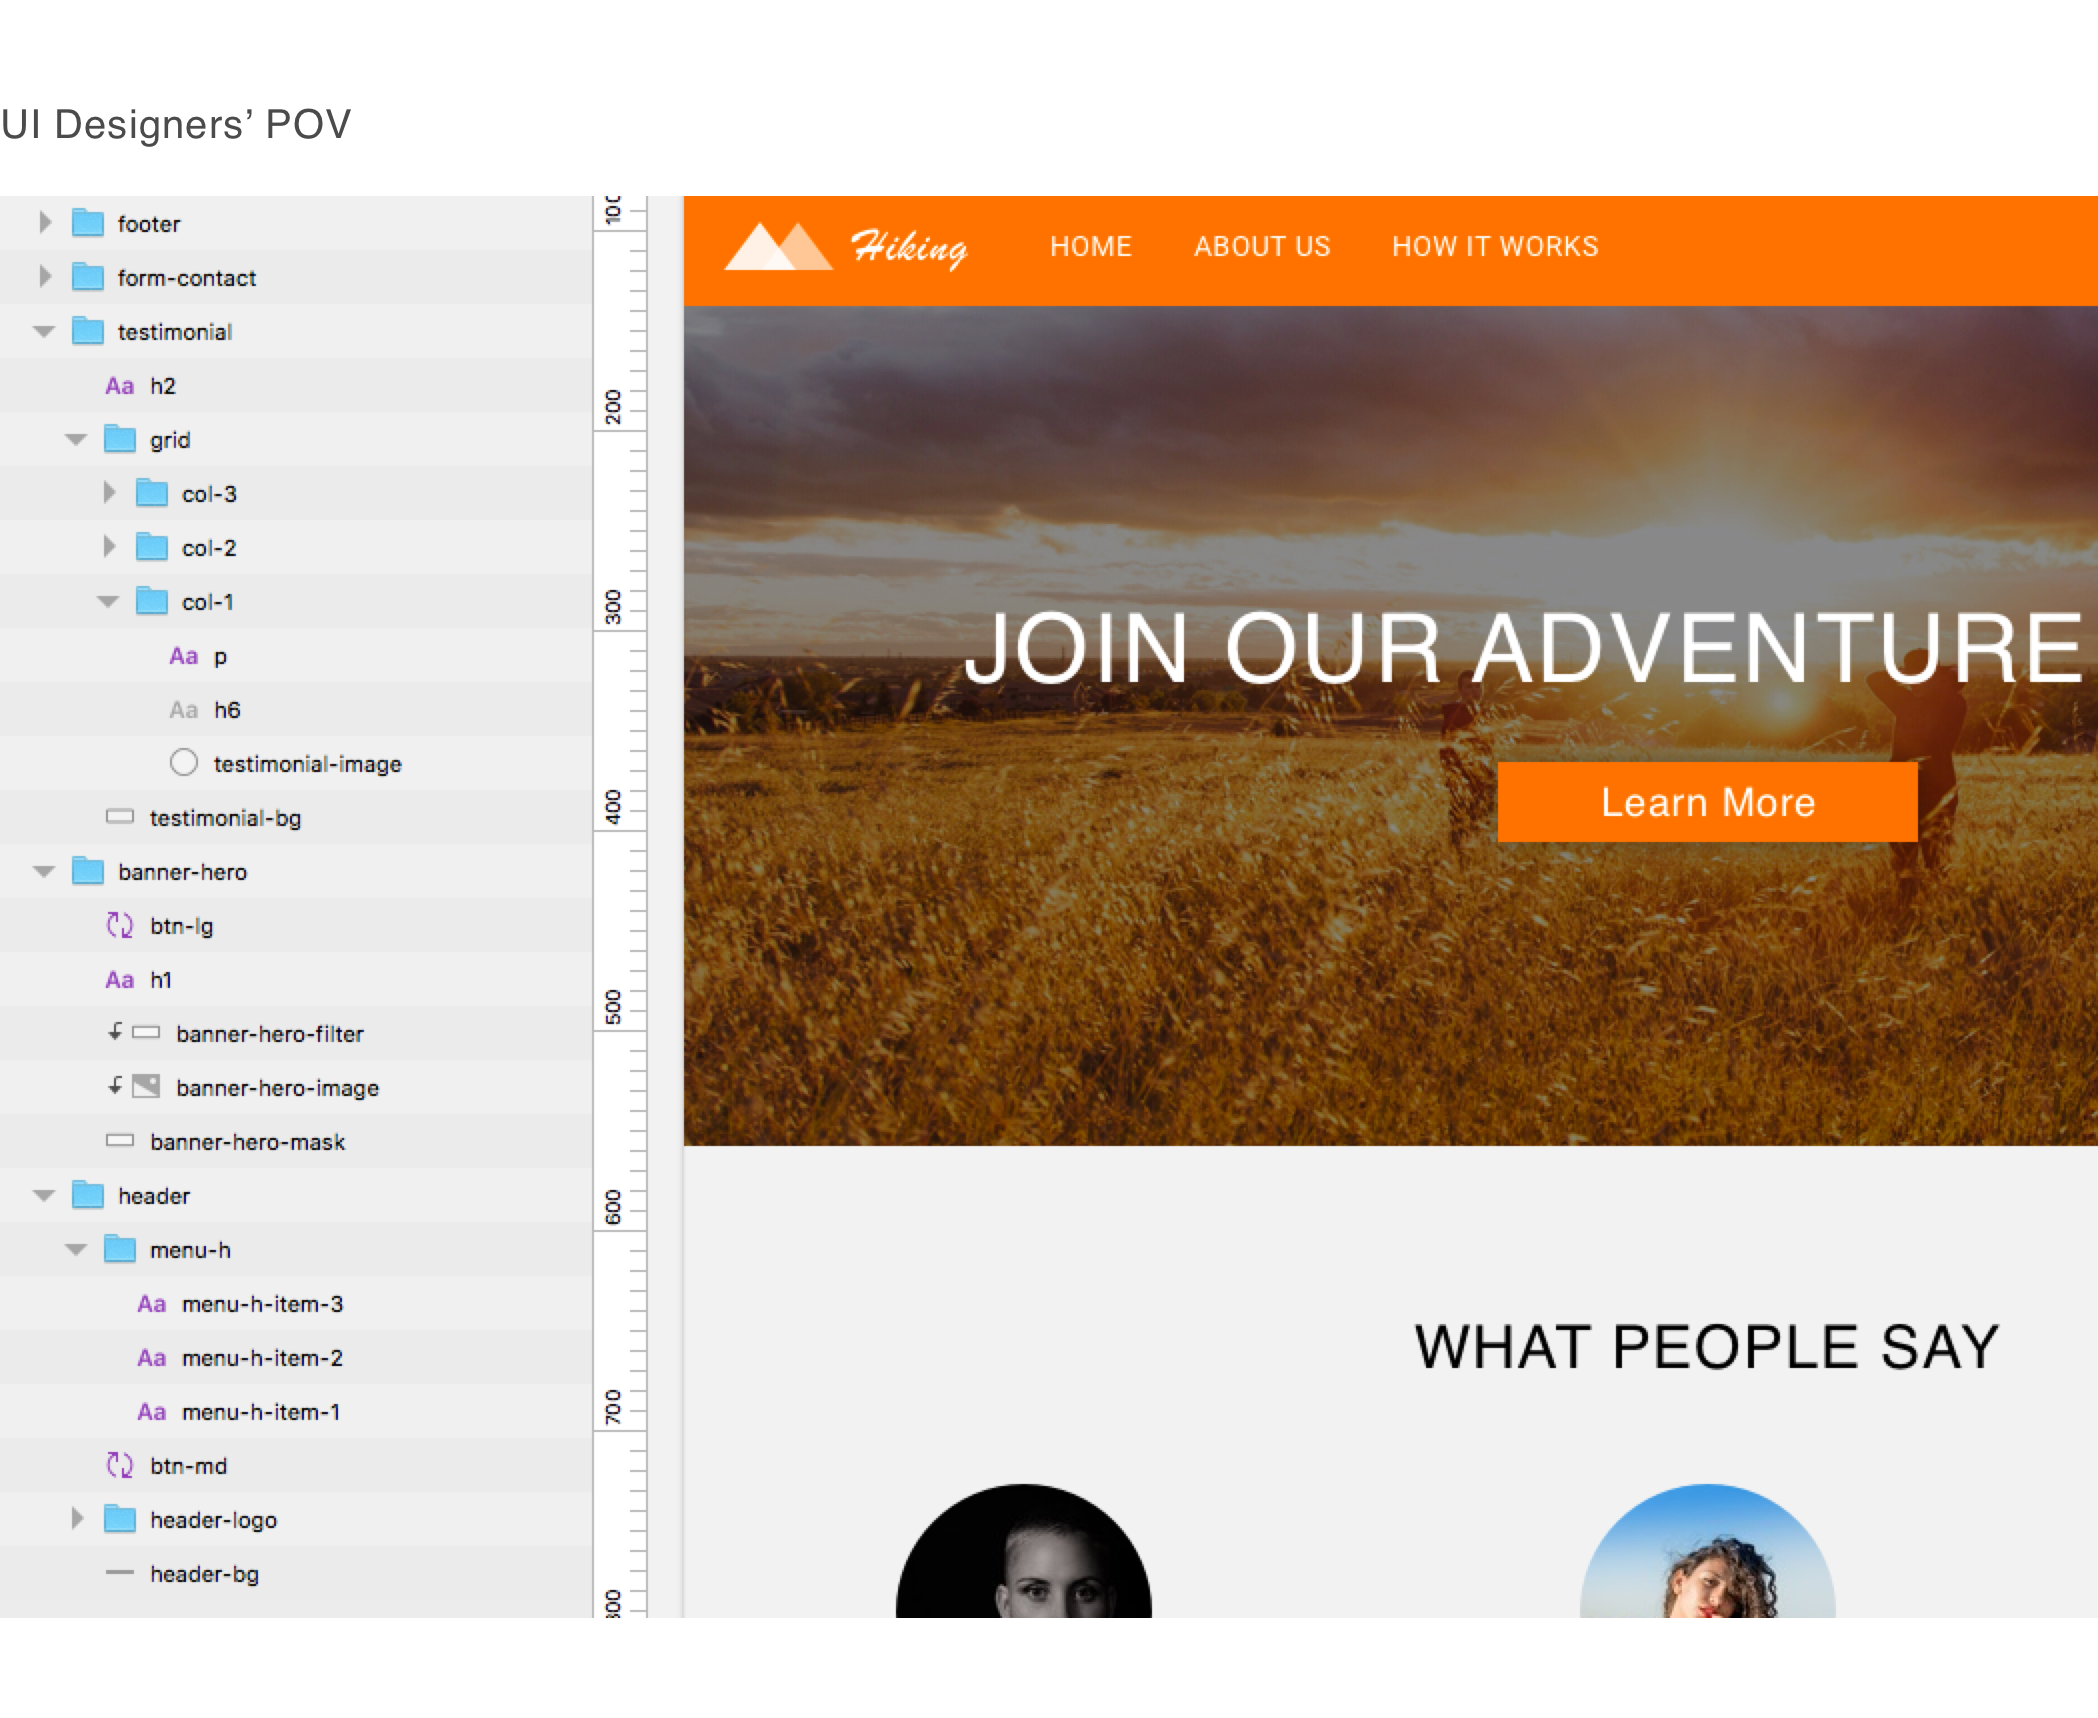 UI Designers’ POV
footer
form-contact
testimonial
Aa h2
grid
col-3
col-2
col-1
Aa p
Aa h6
testimonial-image
testimonial-bg
banner-hero
btn-lg
Aa h1
banner-hero-filter
banner-hero-image
banner-hero-mask
header
menu-h
Aa menu-h-item-3
Aa menu-h-item-2
Aa menu-h-item-1
btn-md
header-logo
header-bg
200
300
400
500
600
700
Hiking HOME ABOUT US HOW IT WORKS
JOIN OUR ADVENTURE
Learn More
WHAT PEOPLE SAY